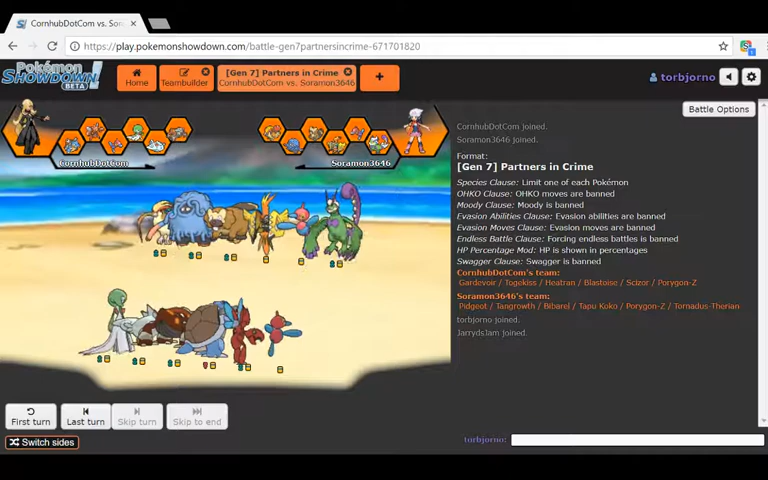 CornhubDotCom vs. Sor
https://play.pokemonshowdown.com/battle-gen7partnersincrime-671701820
Pokémon
SHOWDOWN!
BETA
Home
Teambuilder
[Gen 7] Partners in Crime
CornhubDotCom vs. Soramon3646
+
torbjorno
CornhubDotCom
Soramon3646
Battle Options
CornhubDotCom joined.
Soramon3646 joined.
Format:
[Gen 7] Partners in Crime
Species Clause: Limit one of each Pokémon
OHKO Clause: OHKO moves are banned
Moody Clause: Moody is banned
Evasion Abilities Clause: Evasion abilities are banned
Evasion Moves Clause: Evasion moves are banned
Endless Battle Clause: Forcing endless battles is banned
HP Percentage Mod: HP is shown in percentages
Swagger Clause: Swagger is banned
CornhubDotCom's team:
Gardevoir / Togekiss / Heatran / Blastoise / Scizor / Porygon-Z
Soramon3646's team:
Pidgeot / Tangrowth / Bibarel / Tapu Koko / Porygon-Z / Tornadus-Therian
torbjorno joined.
JarrydsJam joined.
First turn
Last turn
Skip turn
Skip to end
Switch sides
torbjorno: